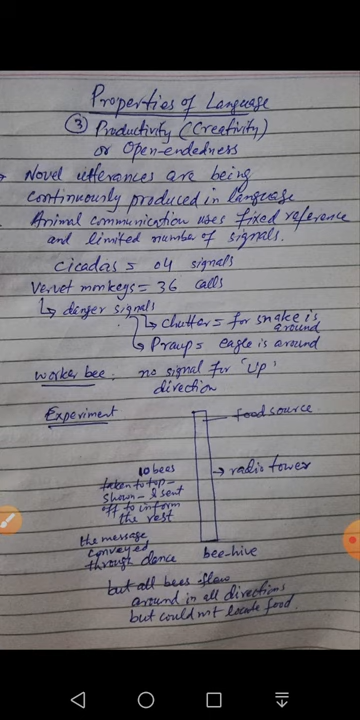 Properties of Language
③ Productivity (Creativity)
or Open-endedness
Novel utterances are being
continuously produced in language
Animal communication uses fixed reference
and limited number of signals.
cicadas = 04 signals
Vervet monkeys = 36 calls
↳ danger signals
↳ chutter = for snake is
around
↳ Praup = eagle is around
worker bee: no signal for 'Up'
direction
Experiment
food source
→ radio tower
10 bees
taken to top -
shown - & sent
off to inform
the rest
the message
conveyed
through dance
bee-hive
but all bees flew
around in all directions
but could not locate food.